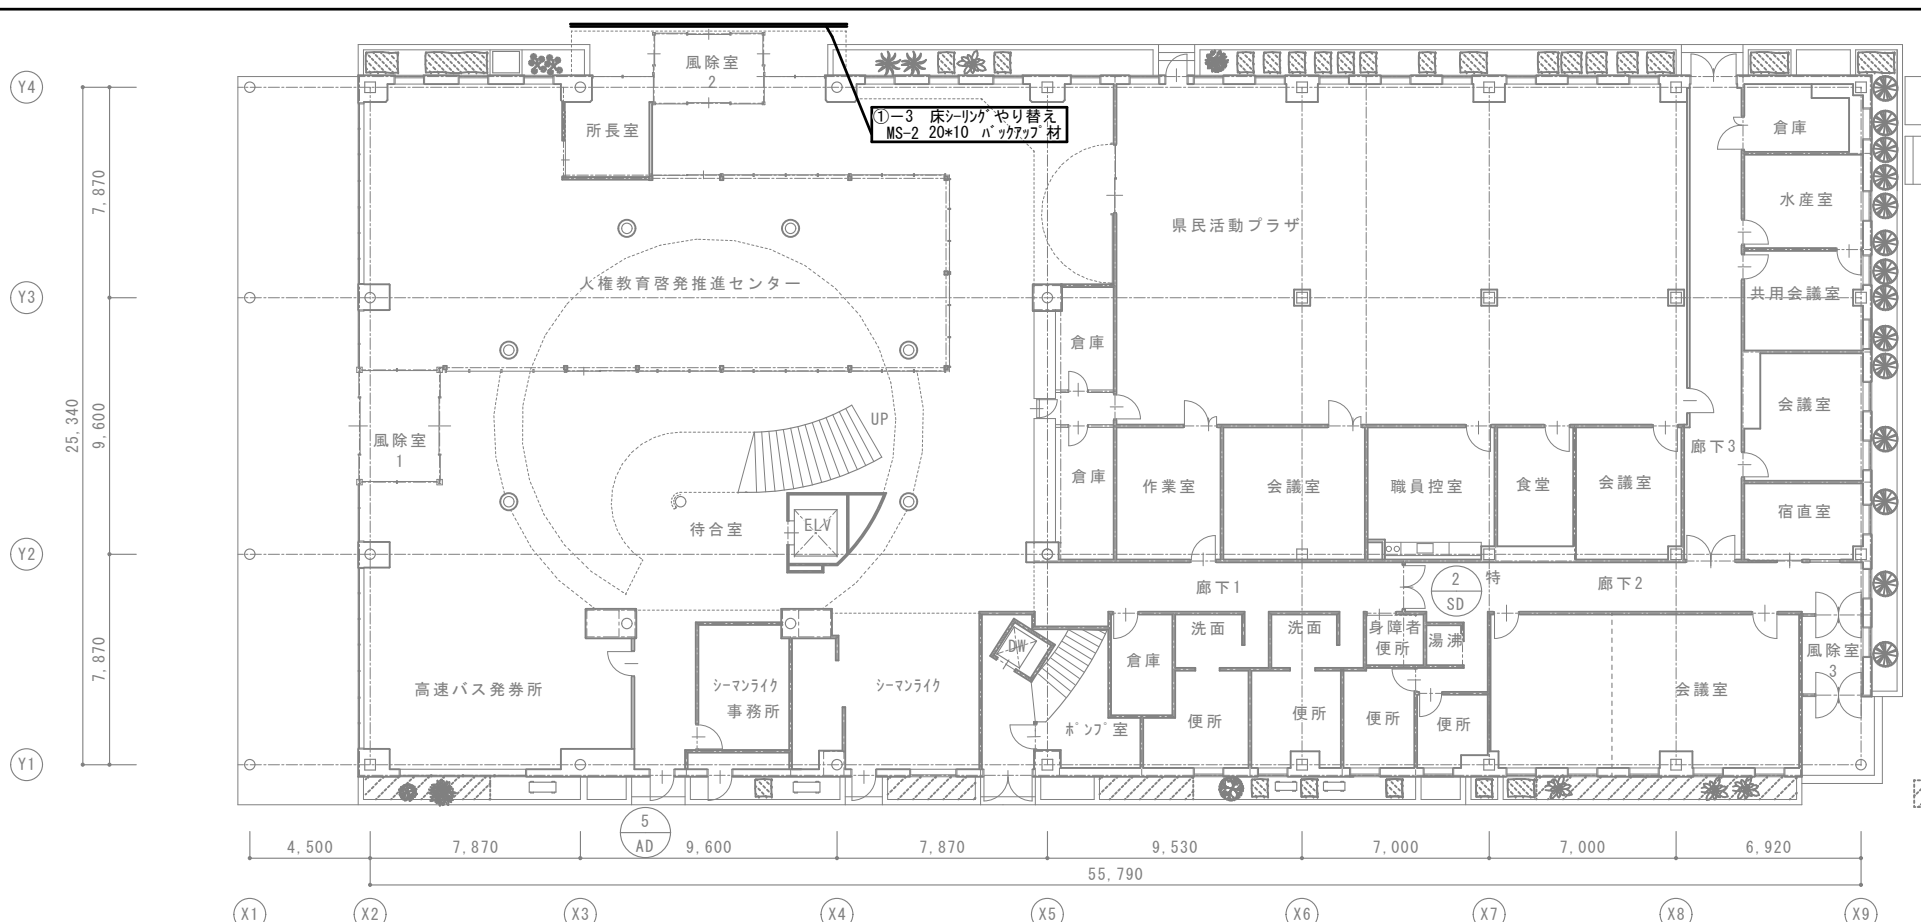 Y4
風除室
2
①-3 床ｼｰﾘﾝｸﾞやり替え
MS-2 20*10 ﾊﾞｯｸｱｯﾌﾟ材
所長室
倉庫
7,870
水産室
県民活動プラザ
人権教育啓発推進センター
Y3
共用会議室
倉庫
会議室
UP
25,340
9,600
風除室
1
廊下3
倉庫
作業室
会議室
職員控室
食堂
会議室
宿直室
待合室
ELV
Y2
廊下1
2
SD
特
廊下2
洗面
洗面
身障者
便所
湯沸
DW
倉庫
風除室
3
7,870
高速バス発券所
ｼｰﾏﾝﾗｲｸ
事務所
ｼｰﾏﾝﾗｲｸ
会議室
ﾎﾟﾝﾌﾟ室
便所
便所
便所
便所
Y1
5
AD
4,500
7,870
9,600
7,870
9,530
7,000
7,000
6,920
55,790
X1
X2
X3
X4
X5
X6
X7
X8
X9